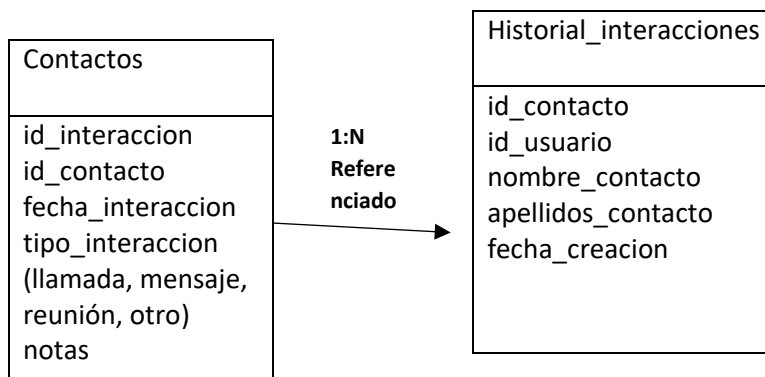 Contactos
id_interaccion
id_contacto
fecha_interaccion
tipo_interaccion
(llamada, mensaje,
reunión, otro)
notas
1:N
Refere
nciado
Historial_interacciones
id_contacto
id_usuario
nombre_contacto
apellidos_contacto
fecha_creacion